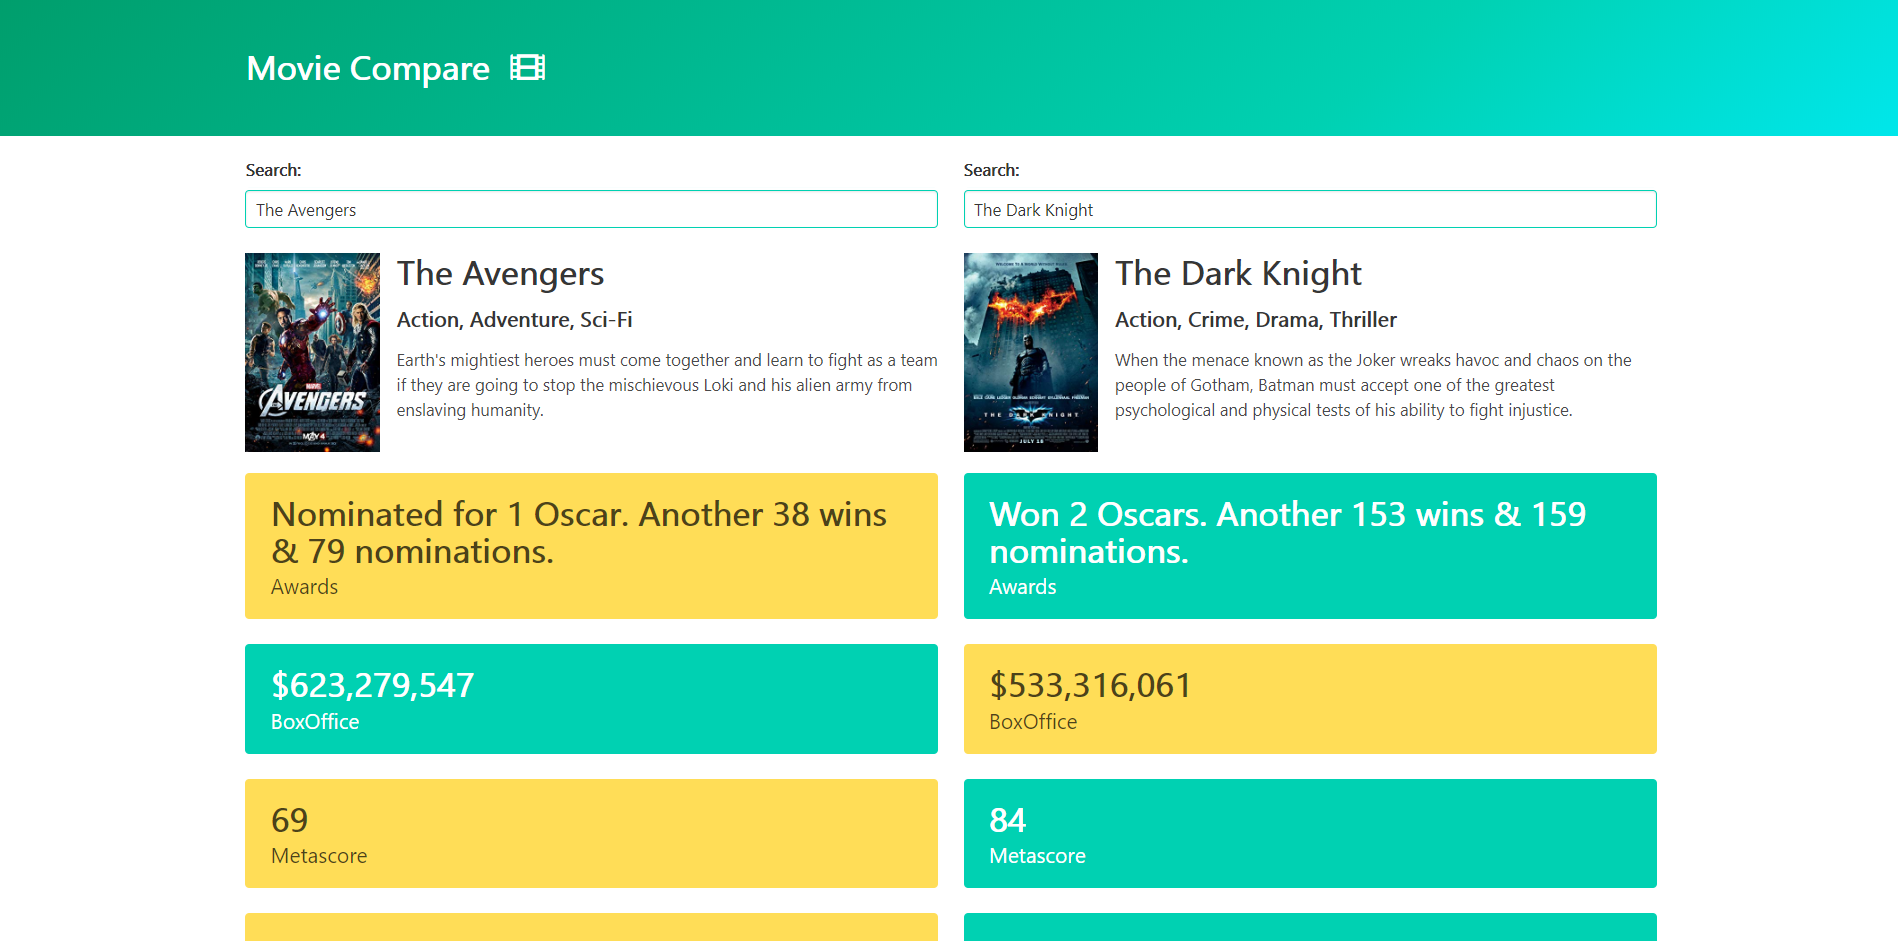 Movie Compare
Search:
The Avengers
Search:
The Dark Knight
MARVEL
AVENGERS
MAY 4
The Avengers
Action, Adventure, Sci-Fi
Earth's mightiest heroes must come together and learn to fight as a team
if they are going to stop the mischievous Loki and his alien army from
enslaving humanity.
WELCOME TO A WORLD WITHOUT RULES
THE DARK KNIGHT
JULY 18
The Dark Knight
Action, Crime, Drama, Thriller
When the menace known as the Joker wreaks havoc and chaos on the
people of Gotham, Batman must accept one of the greatest
psychological and physical tests of his ability to fight injustice.
Nominated for 1 Oscar. Another 38 wins
& 79 nominations.
Awards
Won 2 Oscars. Another 153 wins & 159
nominations.
Awards
$623,279,547
BoxOffice
$533,316,061
BoxOffice
69
Metascore
84
Metascore